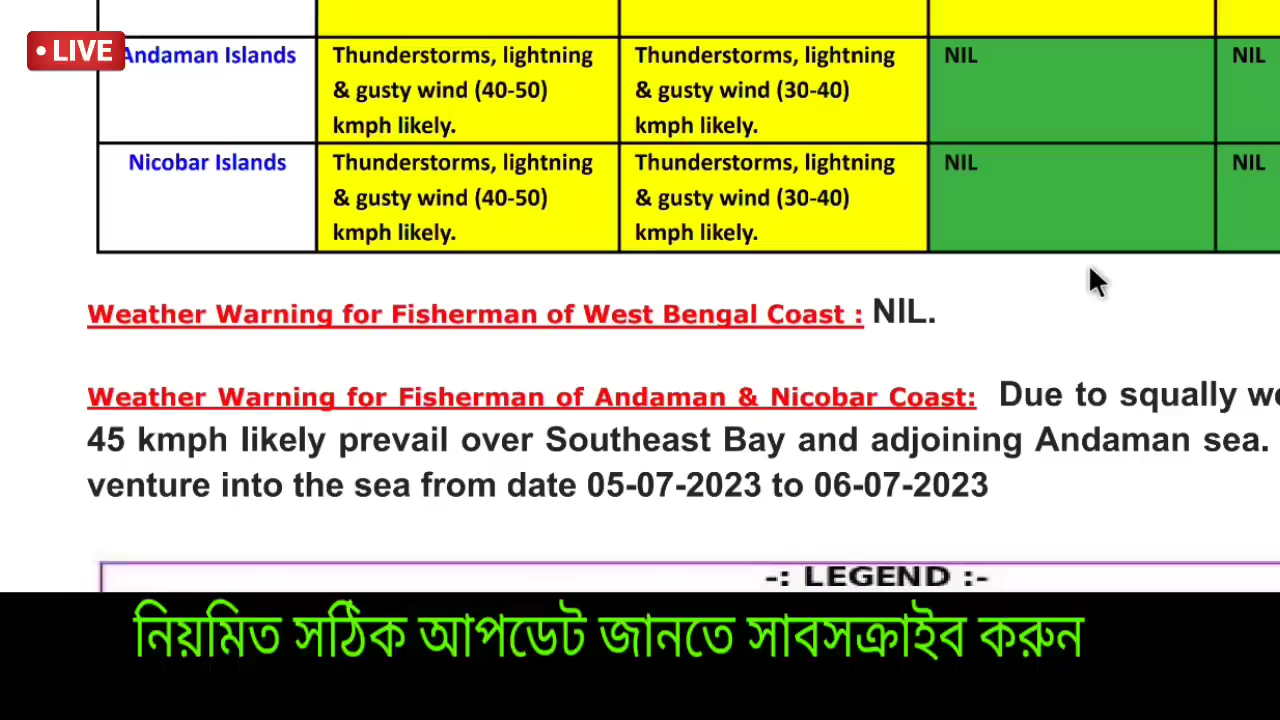 • LIVE
Andaman Islands
Thunderstorms, lightning
& gusty wind (40-50)
kmph likely.
Thunderstorms, lightning
& gusty wind (30-40)
kmph likely.
NIL
NIL
Nicobar Islands
Thunderstorms, lightning
& gusty wind (40-50)
kmph likely.
Thunderstorms, lightning
& gusty wind (30-40)
kmph likely.
NIL
NIL
Weather Warning for Fisherman of West Bengal Coast : NIL.
Weather Warning for Fisherman of Andaman & Nicobar Coast: Due to squally
45 kmph likely prevail over Southeast Bay and adjoining Andaman sea.
venture into the sea from date 05-07-2023 to 06-07-2023
-: LEGEND :-
নিয়মিত সঠিক আপডেট জানতে সাবসক্রাইব করুন